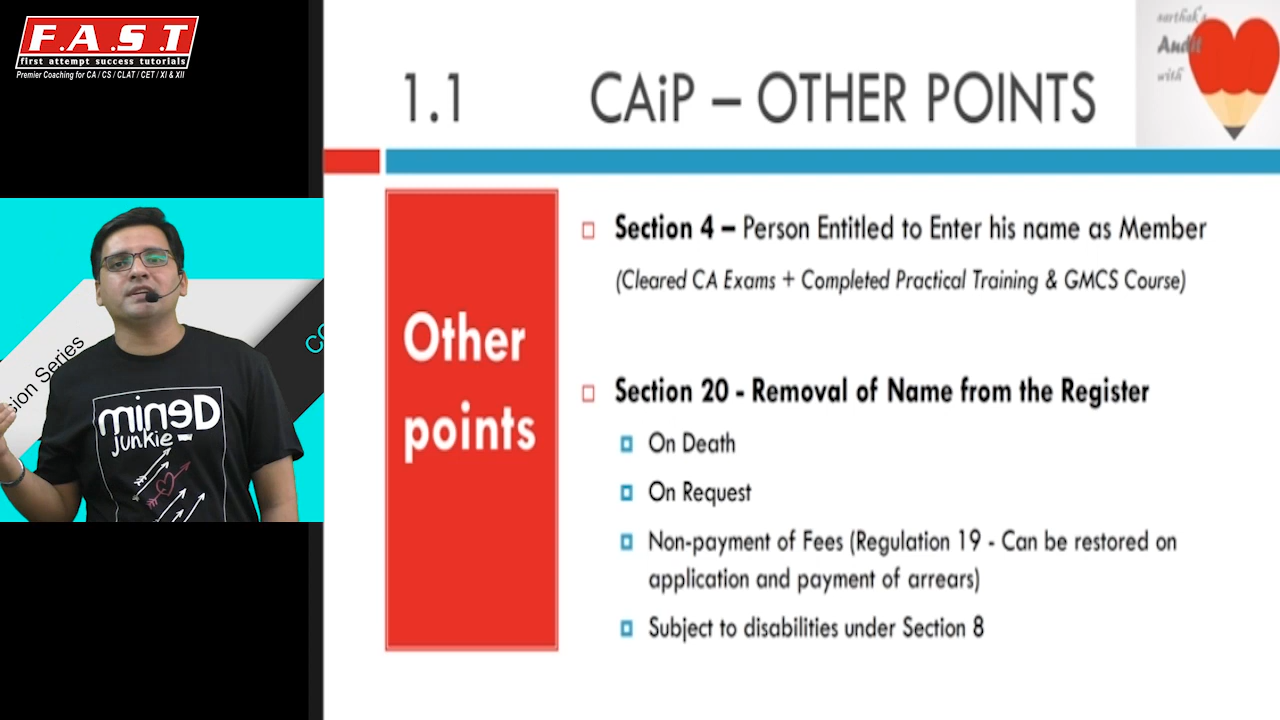 F.A.S.T
first attempt success tutorials
Premier Coaching for CA / CS / CLAT / CET / XI & XII
sarthak's
Audit
with
1.1 CAiP – OTHER POINTS
Other
points
Section 4 – Person Entitled to Enter his name as Member
(Cleared CA Exams + Completed Practical Training & GMCS Course)
Section 20 - Removal of Name from the Register
On Death
On Request
Non-payment of Fees (Regulation 19 - Can be restored on
application and payment of arrears)
Subject to disabilities under Section 8
sion Series
CO
mineD
junkie